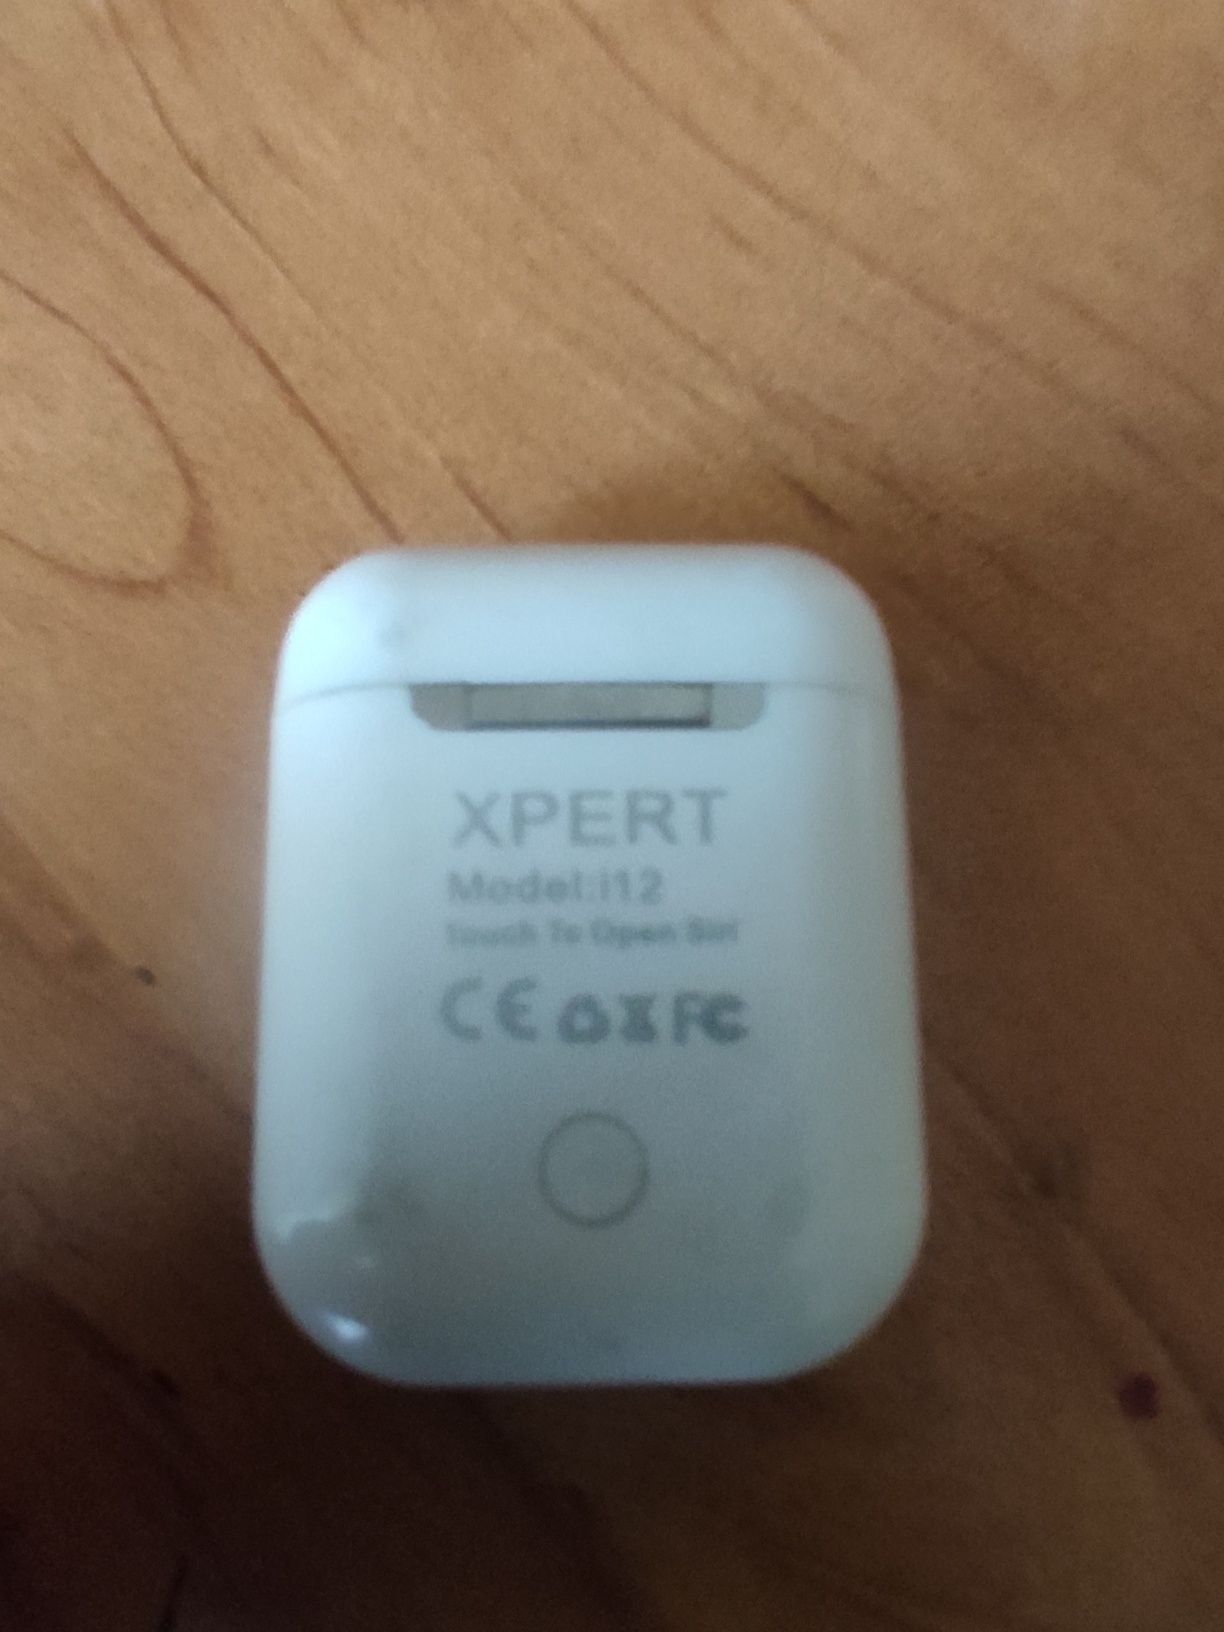 XPERT
Model:i12
Touch To Open Siri
CE FC